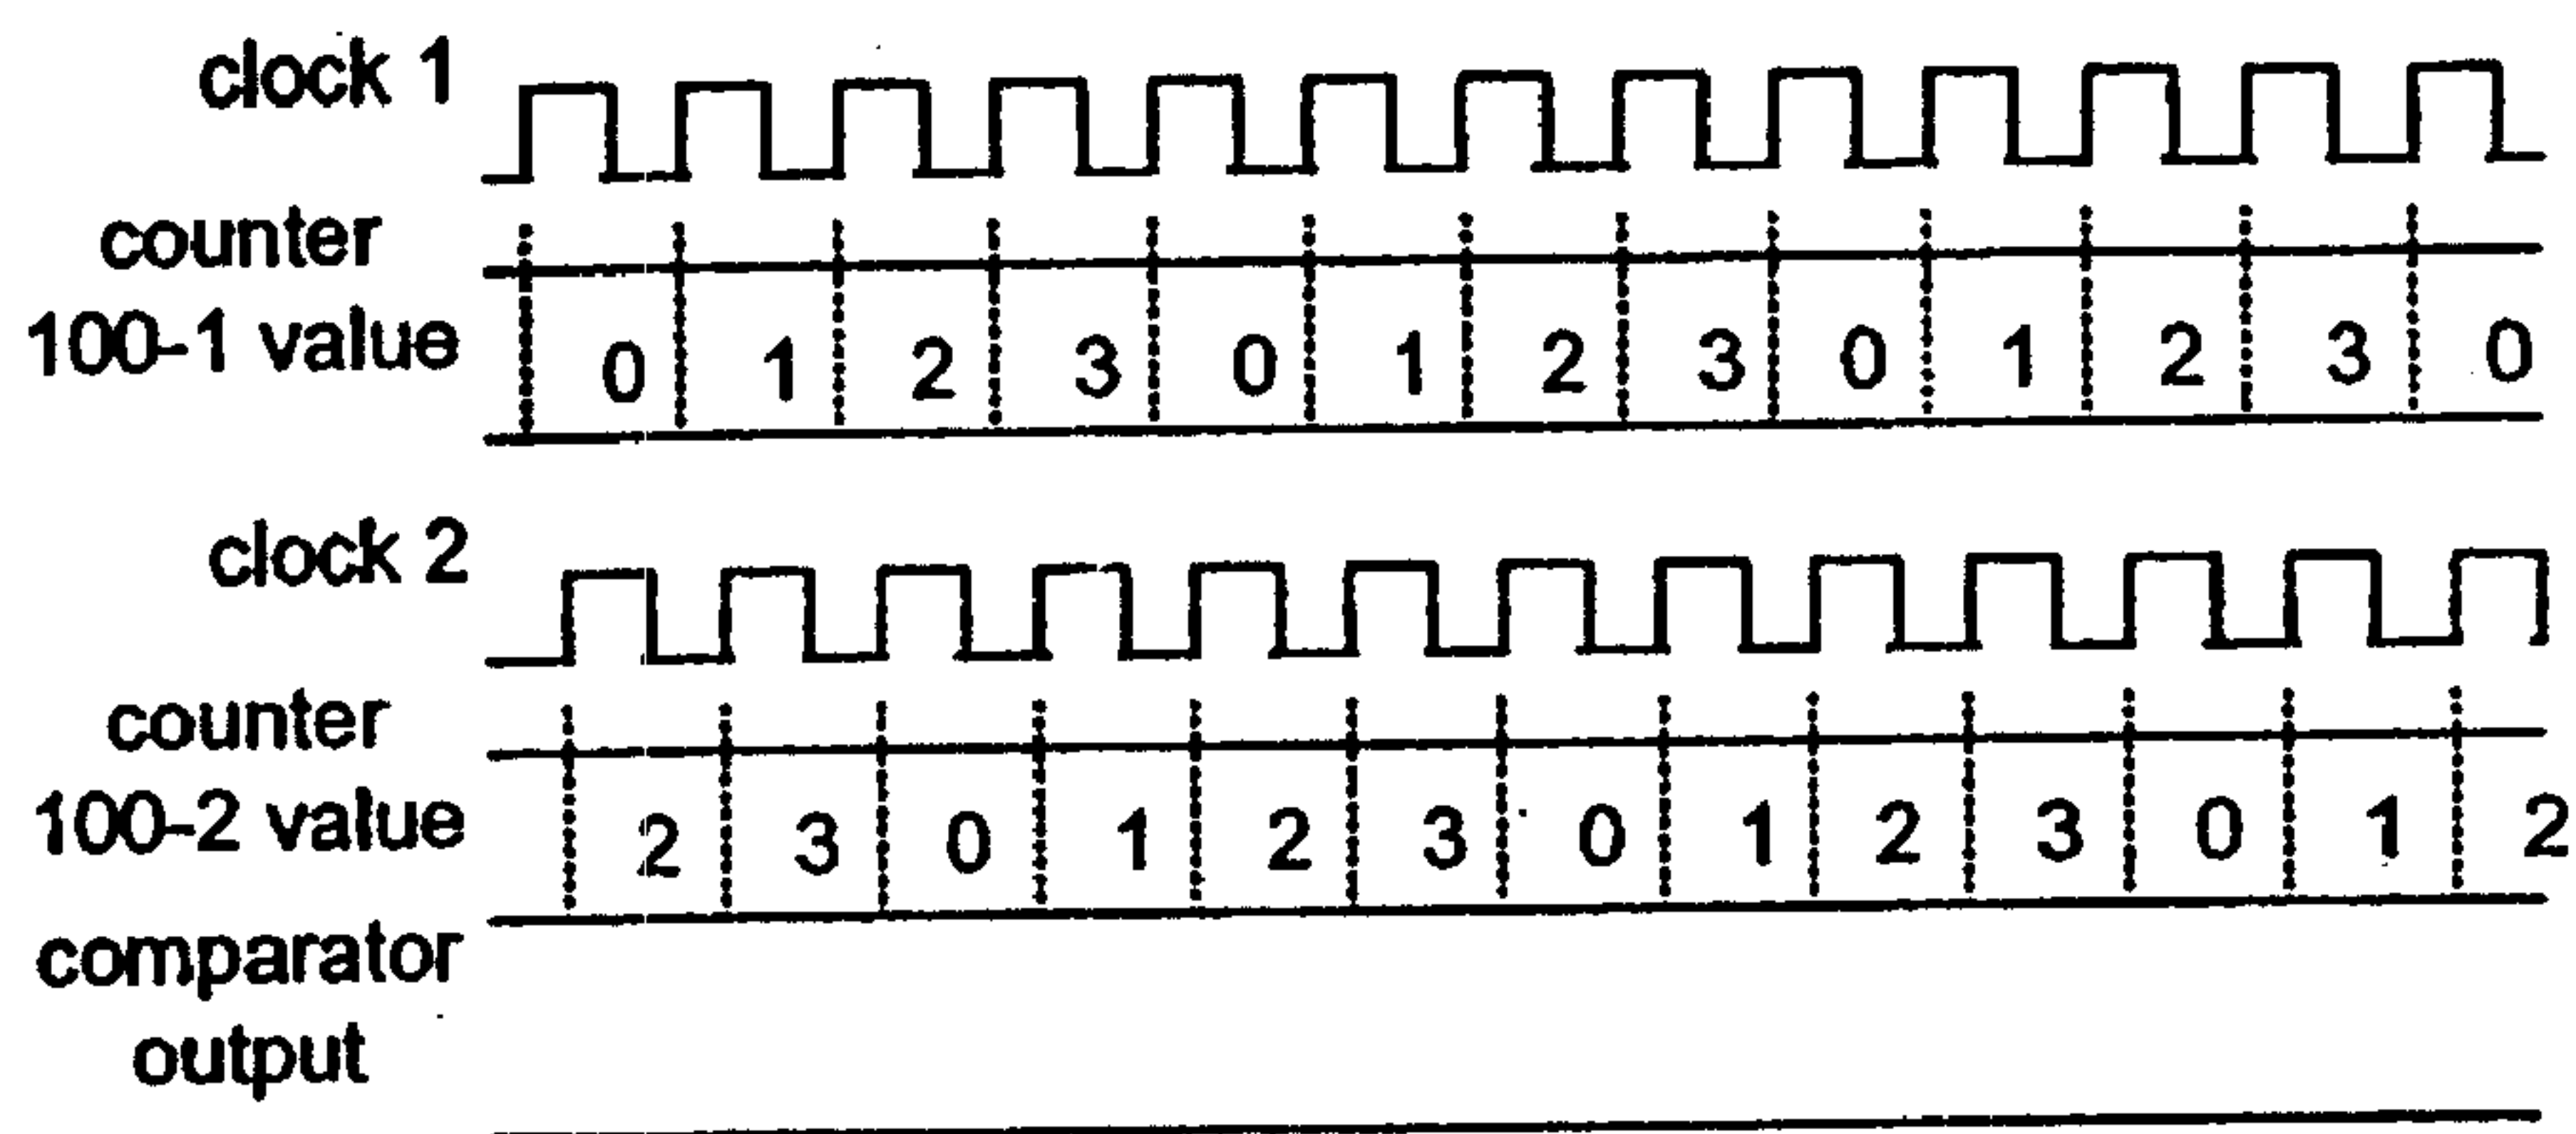 clock 1
counter
100-1 value 0 1 2 3 0 1 2 3 0 1 2 3 0
clock 2
counter
100-2 value 2 3 0 1 2 3 0 1 2 3 0 1 2
comparator
output